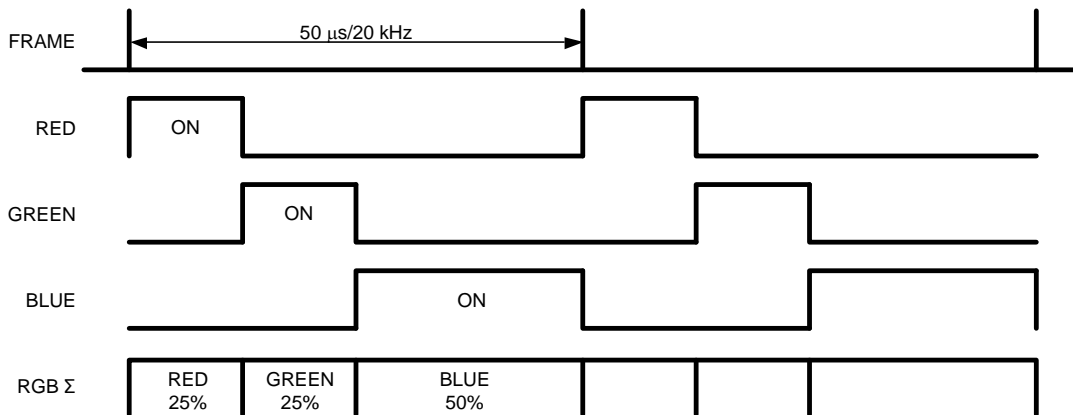 FRAME
50 μs/20 kHz
RED
ON
GREEN
ON
BLUE
ON
RGB Σ
RED
25%
GREEN
25%
BLUE
50%